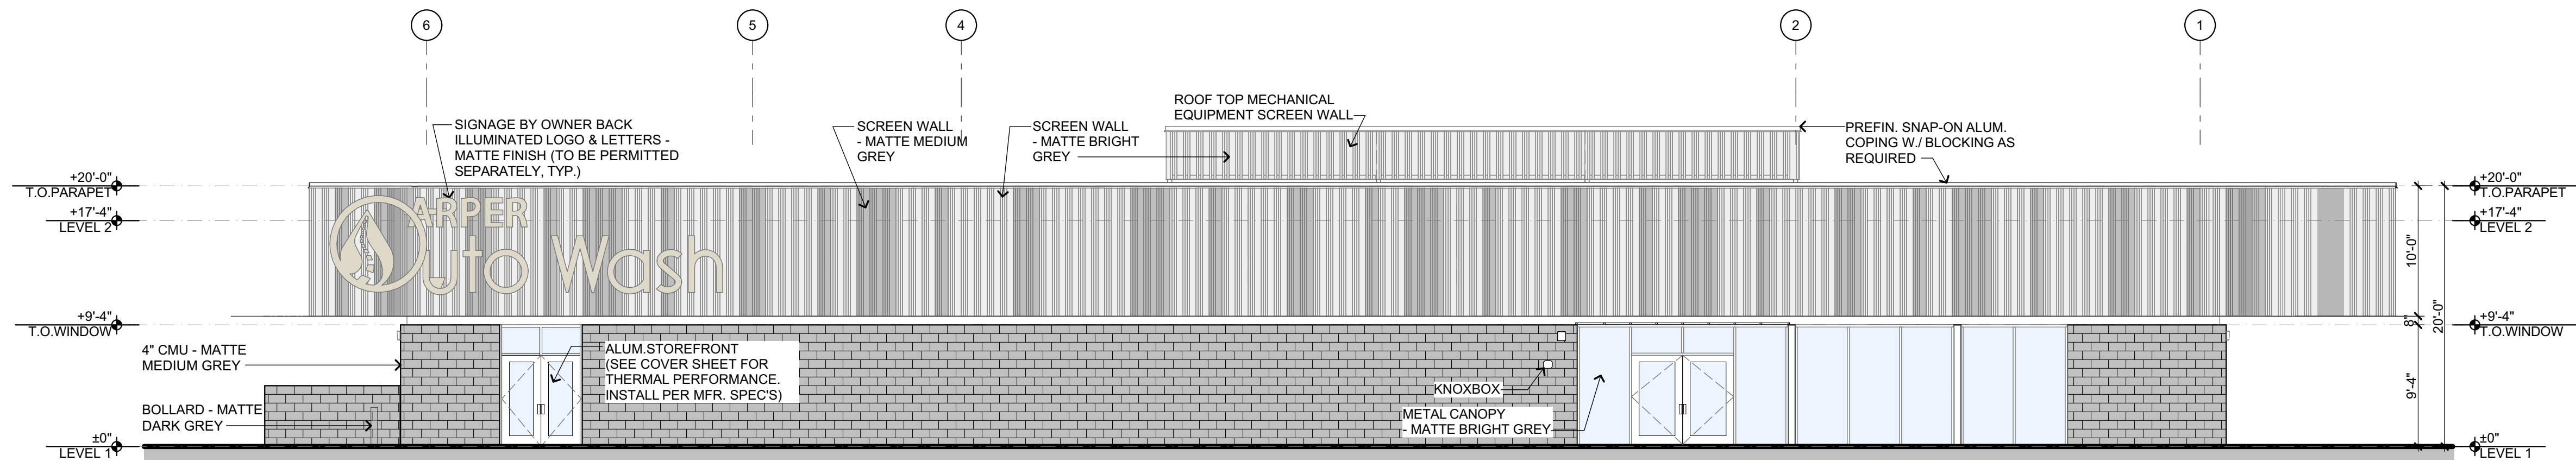 6
5
4
2
1
ROOF TOP MECHANICAL
EQUIPMENT SCREEN WALL
SIGNAGE BY OWNER BACK
ILLUMINATED LOGO & LETTERS -
MATTE FINISH (TO BE PERMITTED
SEPARATELY, TYP.)
SCREEN WALL
- MATTE MEDIUM
GREY
SCREEN WALL
- MATTE BRIGHT
GREY
PREFIN. SNAP-ON ALUM.
COPING W./ BLOCKING AS
REQUIRED
+20'-0"
T.O.PARAPET
+17'-4"
LEVEL 2
+9'-4"
T.O.WINDOW
±0"
LEVEL 1
ARPER
uto Wash
4" CMU - MATTE
MEDIUM GREY
BOLLARD - MATTE
DARK GREY
ALUM.STOREFRONT
(SEE COVER SHEET FOR
THERMAL PERFORMANCE.
INSTALL PER MFR. SPEC'S)
KNOXBOX
METAL CANOPY
- MATTE BRIGHT GREY
10'-0"
8"
9'-4"
20'-0"
+20'-0"
T.O.PARAPET
+17'-4"
LEVEL 2
+9'-4"
T.O.WINDOW
±0"
LEVEL 1